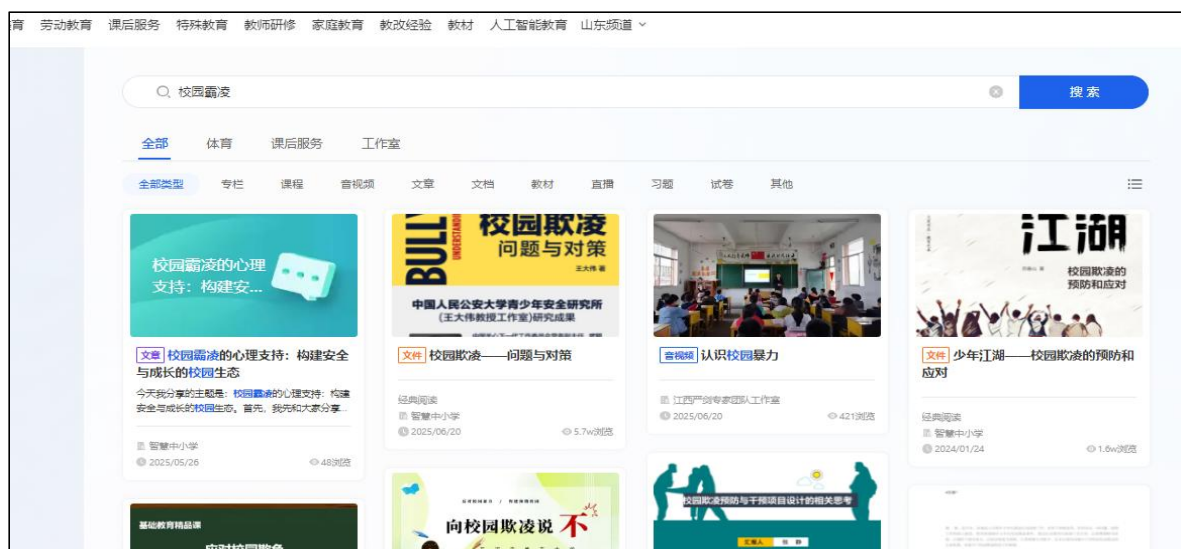 育 劳动教育 课后服务 特殊教育 教师研修 家庭教育 教改经验 教材 人工智能教育 山东频道
校园霸凌
搜索
全部 体育 课后服务 工作室
全部类型 专栏 课程 音视频 文章 文档 教材 直播 习题 试卷 其他
校园霸凌的心理
支持：构建安...
文章 校园霸凌的心理支持：构建安全
与成长的校园生态
今天我分享的主题是：校园霸凌的心理支持：构建
安全与成长的校园生态。首先，我先和大家分享...
智慧中小学
2025/05/26 48浏览
BULL
UNDERSTANDING
校园欺凌
问题与对策
王大伟 著
中国人民公安大学青少年安全研究所
(王大伟教授工作室)研究成果
文件 校园欺凌——问题与对策
经典阅读
智慧中小学
2025/06/20 5.7w浏览
音视频 认识校园暴力
江西严剑专家团队工作室
2025/06/20 421浏览
江湖
校园欺凌的
预防和应对
文件 少年江湖——校园欺凌的预防和
应对
经典阅读
智慧中小学
2024/01/24 1.6w浏览
基础教育精品课
应对校园欺负
向校园欺凌说 不
校园欺凌预防与干预项目设计的相关思考
汇报人